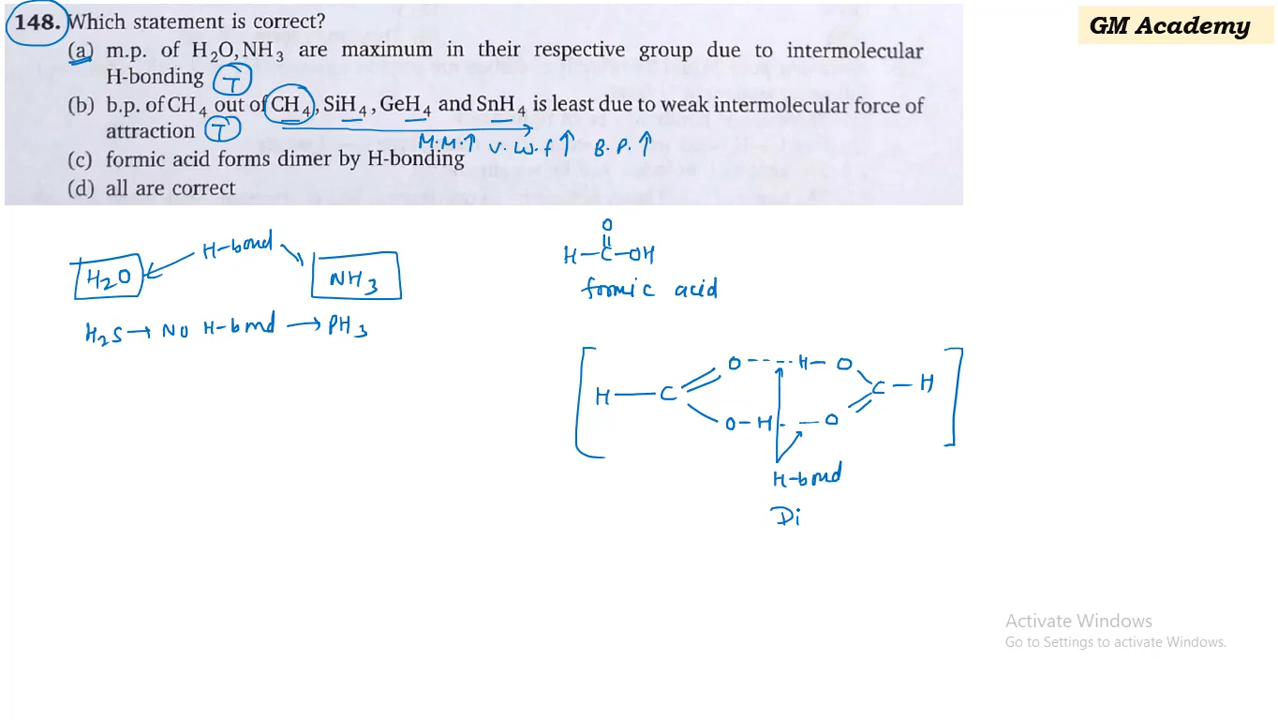 148. Which statement is correct?
GM Academy
(a) m.p. of H₂O, NH₃ are maximum in their respective group due to intermolecular
H-bonding T
(b) b.p. of CH₄ out of CH₄, SiH₄, GeH₄ and SnH₄ is least due to weak intermolecular force of
attraction T
M.M.↑ V.W.f↑ B.P.↑
(c) formic acid forms dimer by H-bonding
(d) all are correct
H-bond
H₂O
NH₃
H₂S → No H-bond → PH₃
O
H–C–OH
formic acid
O---H–O
H–C
C–H
O–H--O
H-bond
Di
Activate Windows
Go to Settings to activate Windows.